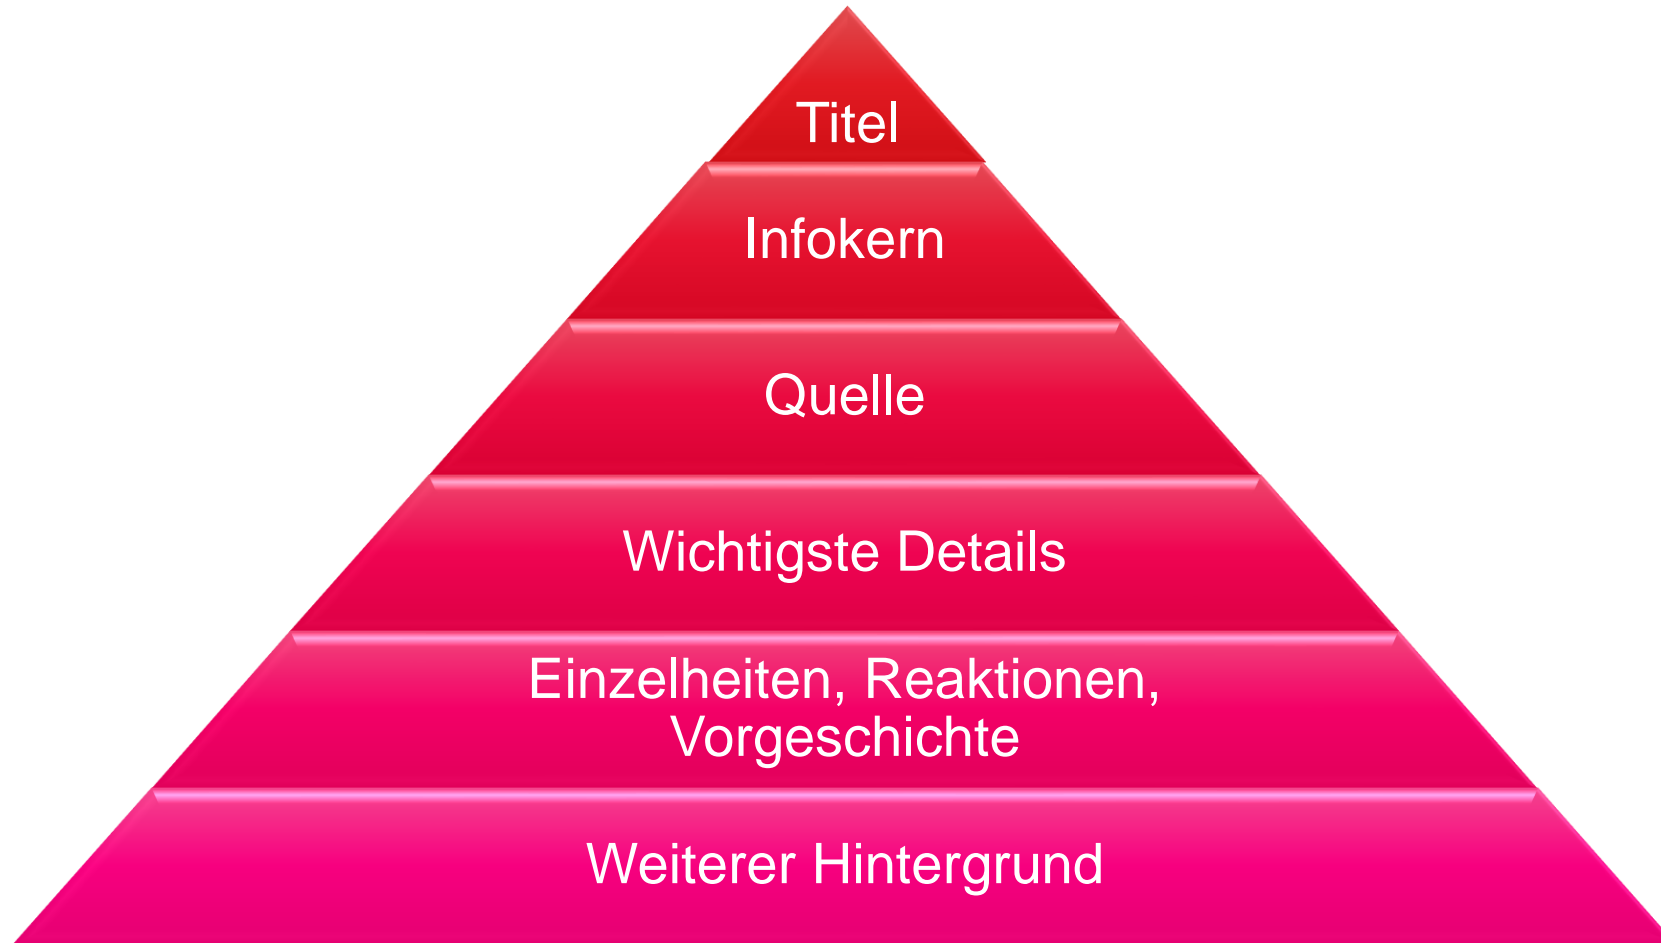 Titel
Infokern
Quelle
Wichtigste Details
Einzelheiten, Reaktionen,
Vorgeschichte
Weiterer Hintergrund